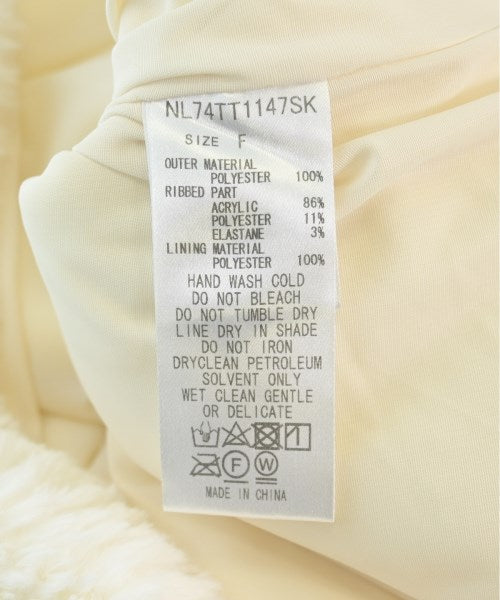 NL74TT1147SK
SIZE F
OUTER MATERIAL
POLYESTER 100%
RIBBED PART
ACRYLIC 86%
POLYESTER 11%
ELASTANE 3%
LINING MATERIAL
POLYESTER 100%
HAND WASH COLD
DO NOT BLEACH
DO NOT TUMBLE DRY
LINE DRY IN SHADE
DO NOT IRON
DRYCLEAN PETROLEUM
SOLVENT ONLY
WET CLEAN GENTLE
OR DELICATE
F W
MADE IN CHINA